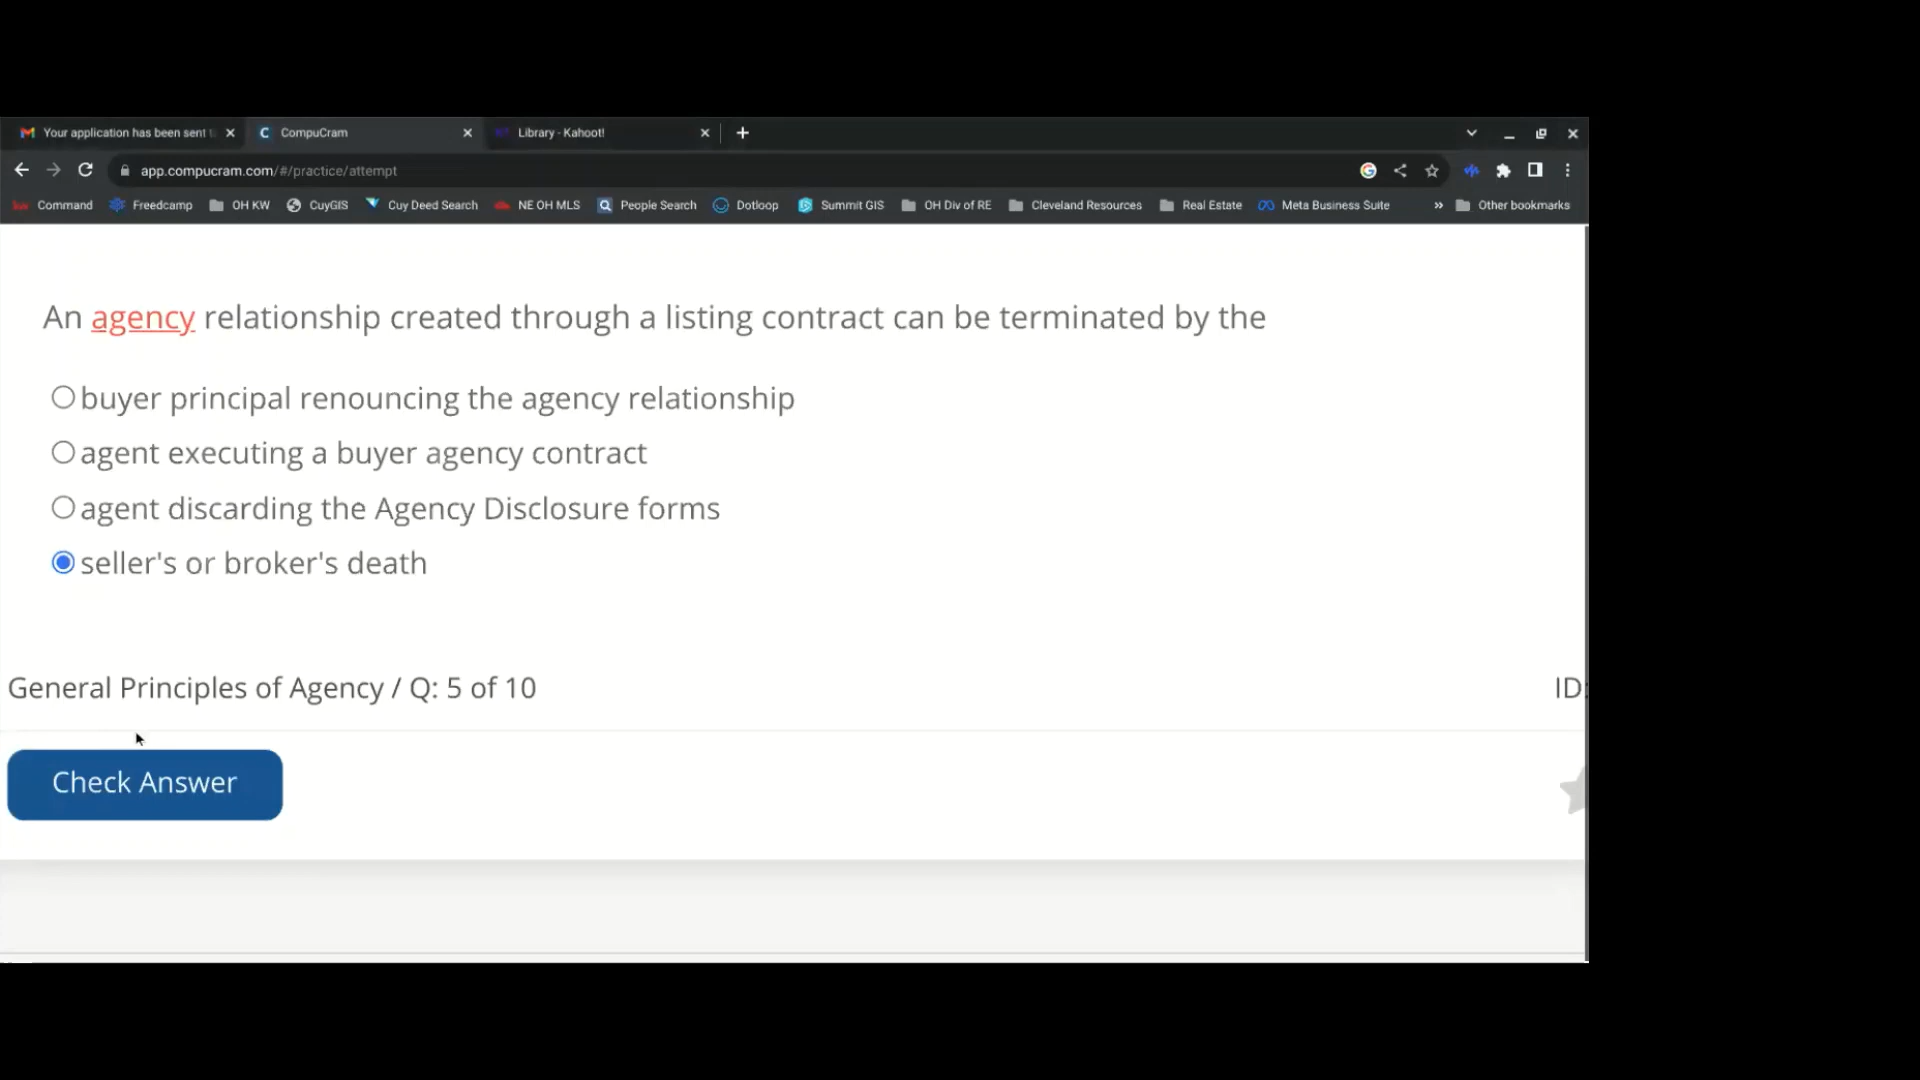 Your application has been sent
CompuCram
Library - Kahoot!
app.compucram.com/#/practice/attempt
Command
Freedcamp
OH KW
CuyGIS
Cuy Deed Search
NE OH MLS
People Search
Dotloop
Summit GIS
OH Div of RE
Cleveland Resources
Real Estate
Meta Business Suite
»
Other bookmarks
An agency relationship created through a listing contract can be terminated by the
buyer principal renouncing the agency relationship
agent executing a buyer agency contract
agent discarding the Agency Disclosure forms
seller's or broker's death
General Principles of Agency / Q: 5 of 10
ID:
Check Answer